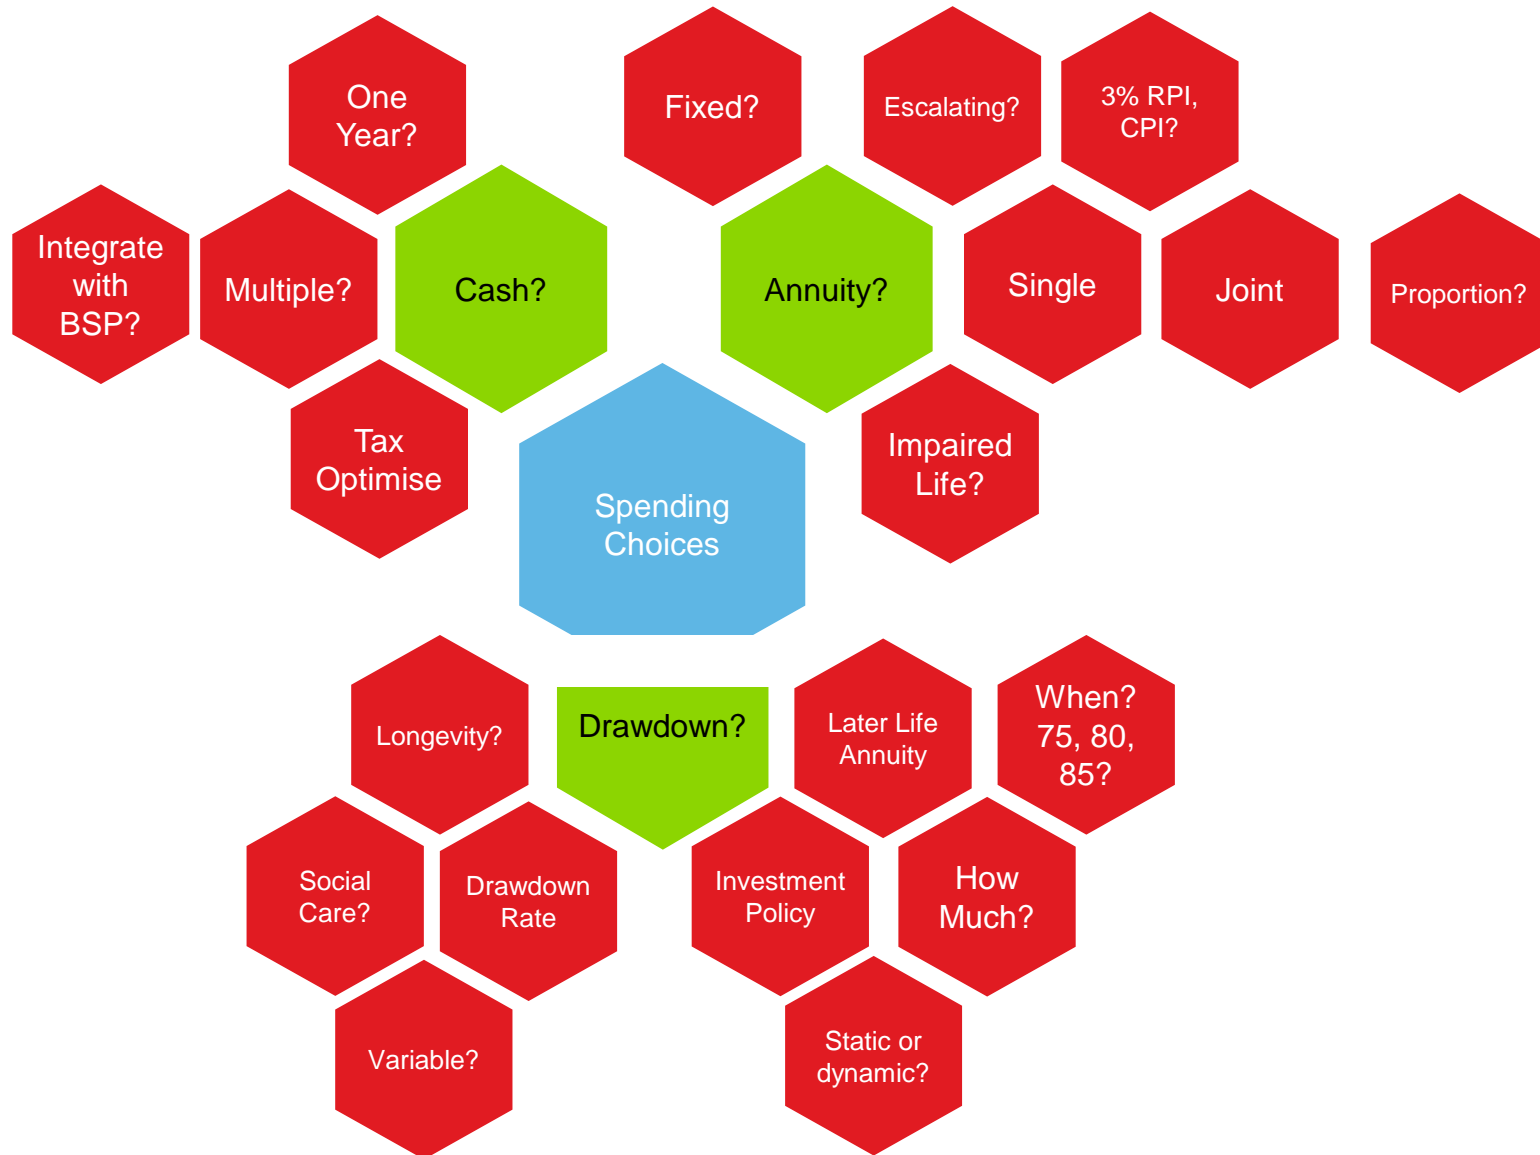 One
Year?
Fixed?
Escalating?
3% RPI,
CPI?
Integrate
with
BSP?
Multiple?
Cash?
Annuity?
Single
Joint
Proportion?
Tax
Optimise
Impaired
Life?
Spending
Choices
Longevity?
Drawdown?
Later Life
Annuity
When?
75, 80,
85?
Social
Care?
Drawdown
Rate
Investment
Policy
How
Much?
Variable?
Static or
dynamic?